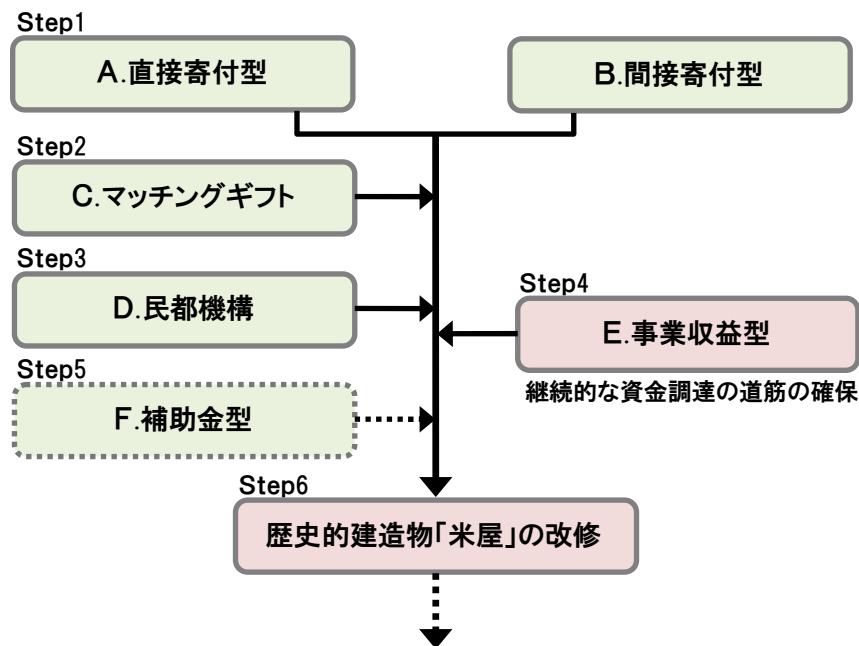 Step1
A.直接寄付型
B.間接寄付型
Step2
C.マッチングギフト
Step3
D.民都機構
Step4
E.事業収益型
継続的な資金調達の道筋の確保
Step5
F.補助金型
Step6
歴史的建造物「米屋」の改修